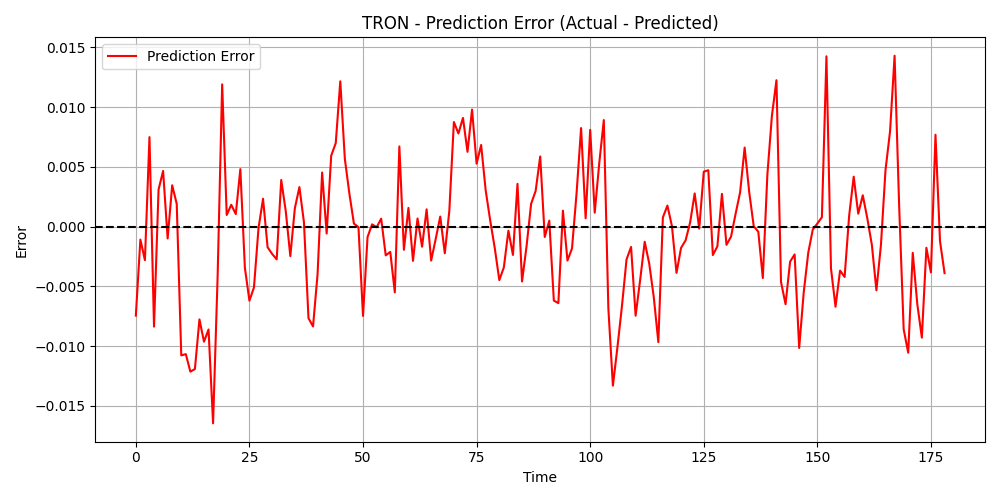 TRON - Prediction Error (Actual - Predicted)
Prediction Error
0.015
0.010
0.005
0.000
−0.005
−0.010
−0.015
Error
0 25 50 75 100 125 150 175
Time